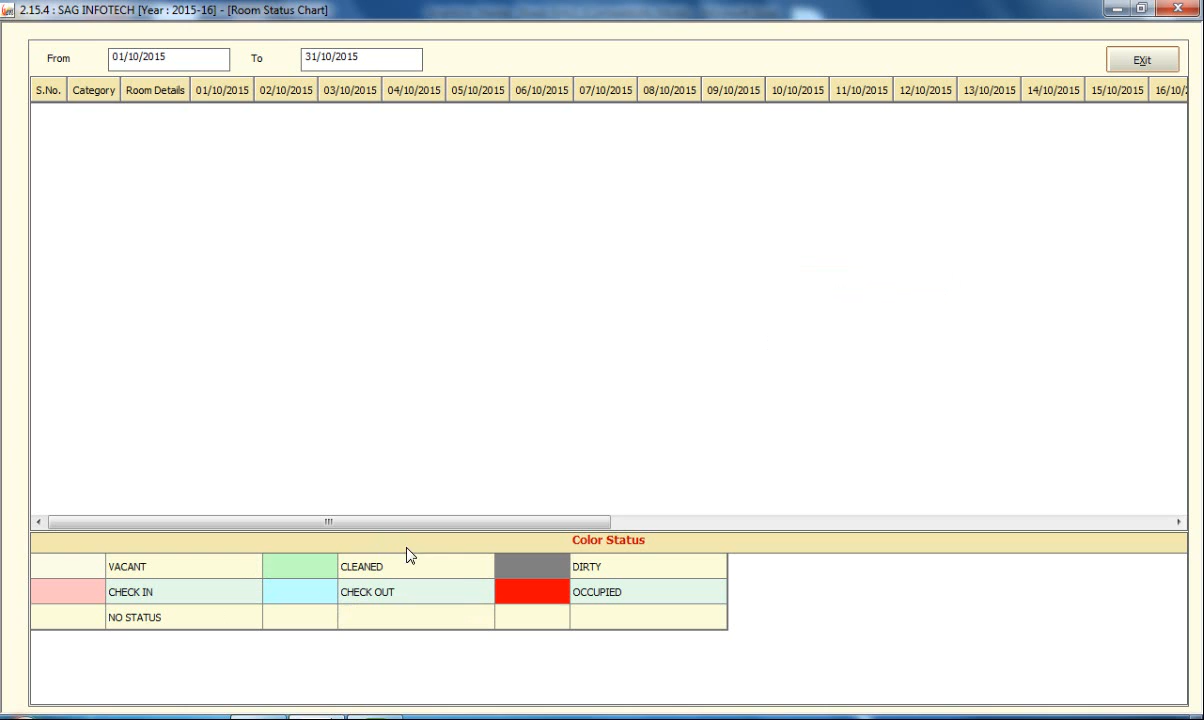 2.15.4 : SAG INFOTECH [Year : 2015-16] - [Room Status Chart]
From 01/10/2015 To 31/10/2015 EXit
S.No. Category Room Details 01/10/2015 02/10/2015 03/10/2015 04/10/2015 05/10/2015 06/10/2015 07/10/2015 08/10/2015 09/10/2015 10/10/2015 11/10/2015 12/10/2015 13/10/2015 14/10/2015 15/10/2015 16/10/
Color Status
VACANT CLEANED DIRTY
CHECK IN CHECK OUT OCCUPIED
NO STATUS